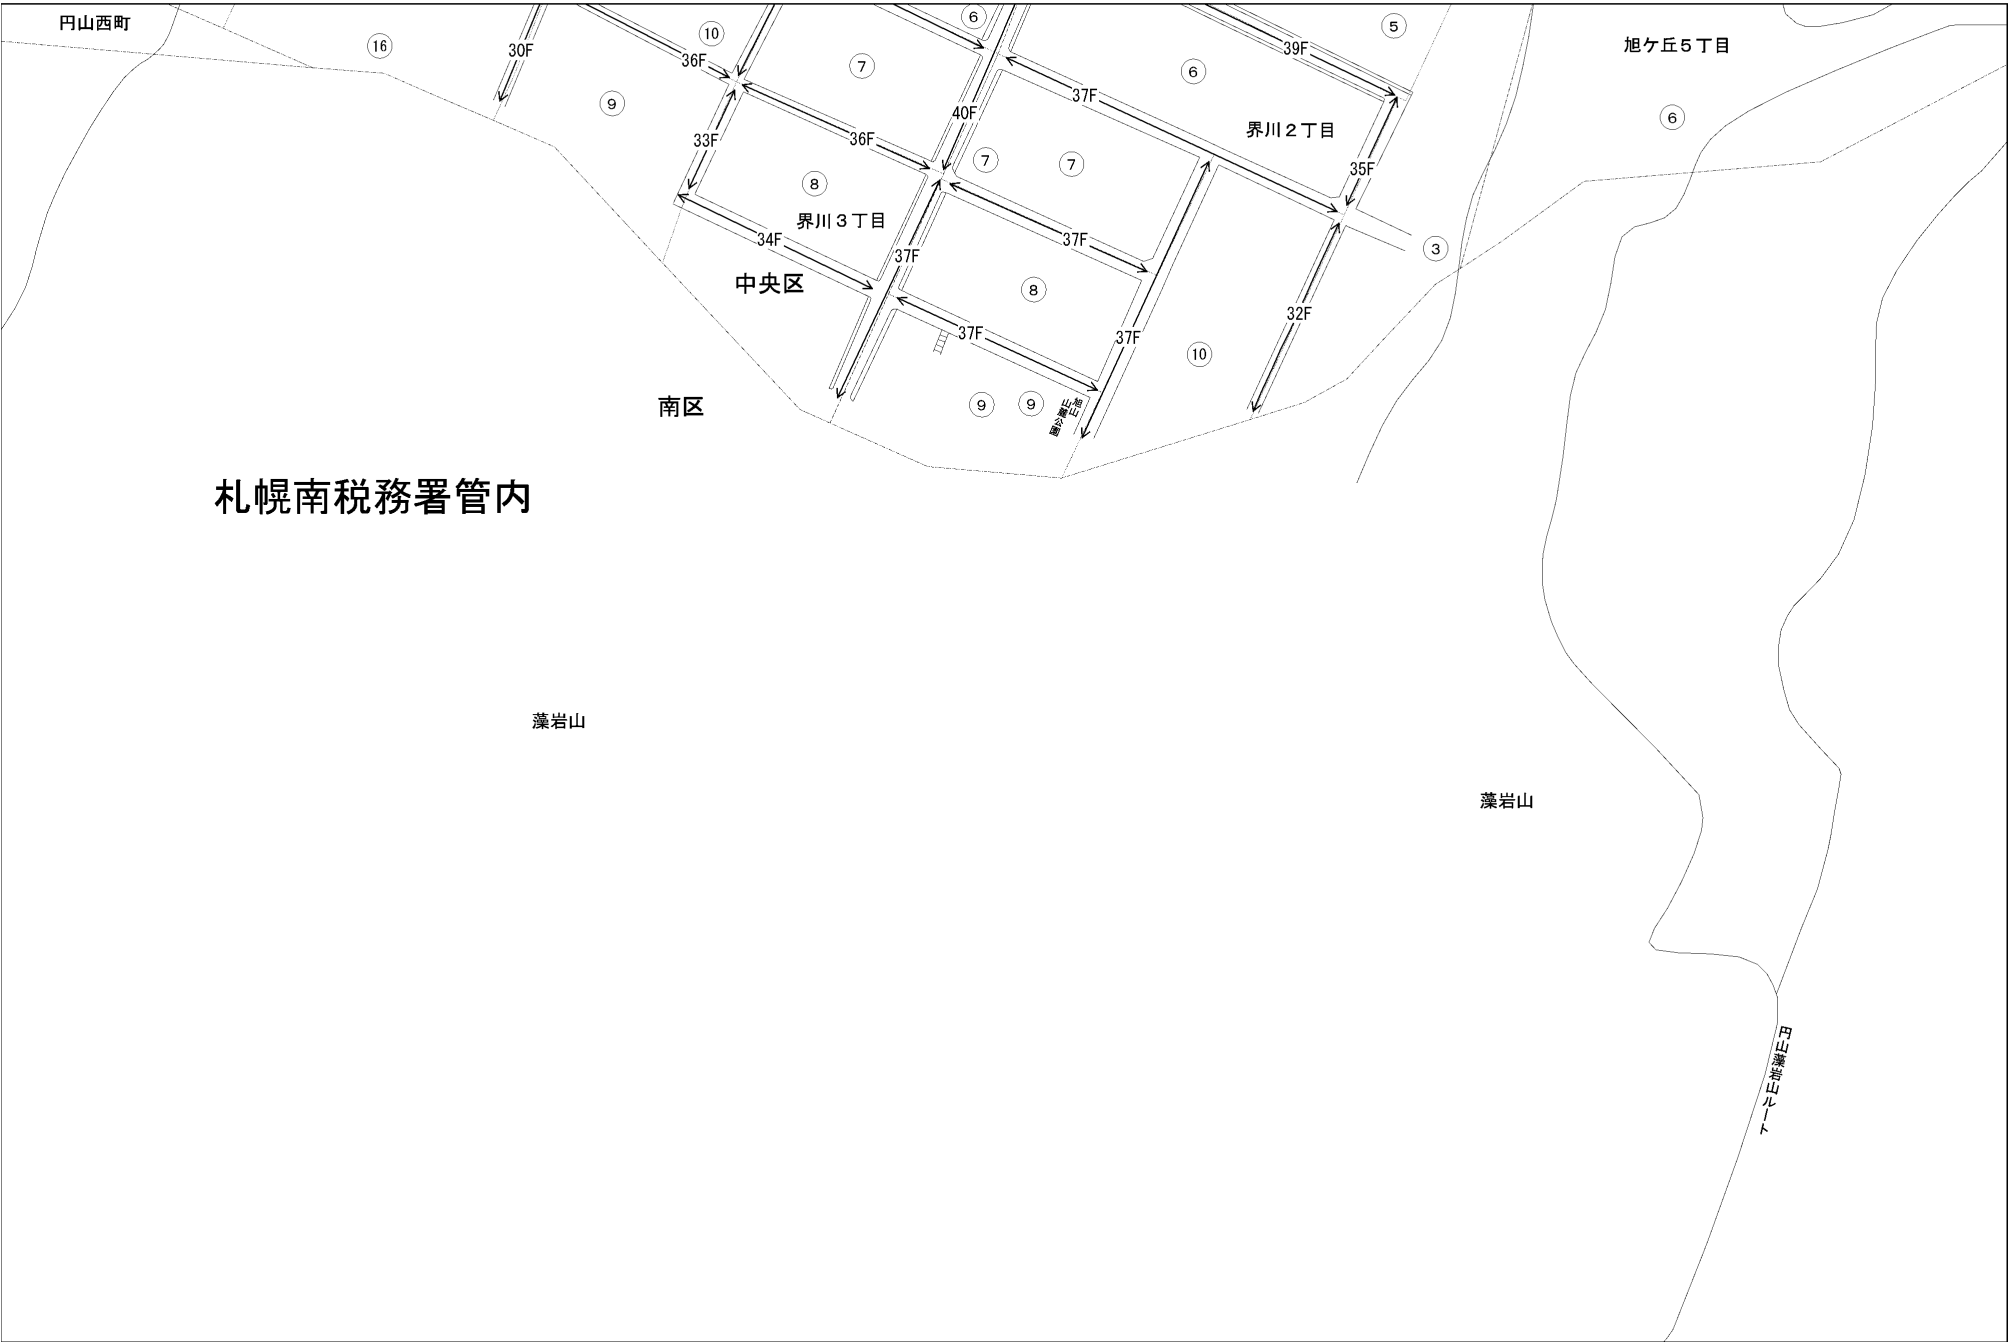 円山西町
16
30F
36F
10
6
5
39F
旭ケ丘5丁目
7
6
9
37F
40F
6
界川2丁目
33F
36F
7
7
35F
8
界川3丁目
34F
37F
37F
3
中央区
8
32F
37F
37F
10
南区
9
9
旭山
山麓公園
札幌南税務署管内
藻岩山
藻岩山
円山藻岩山ルート